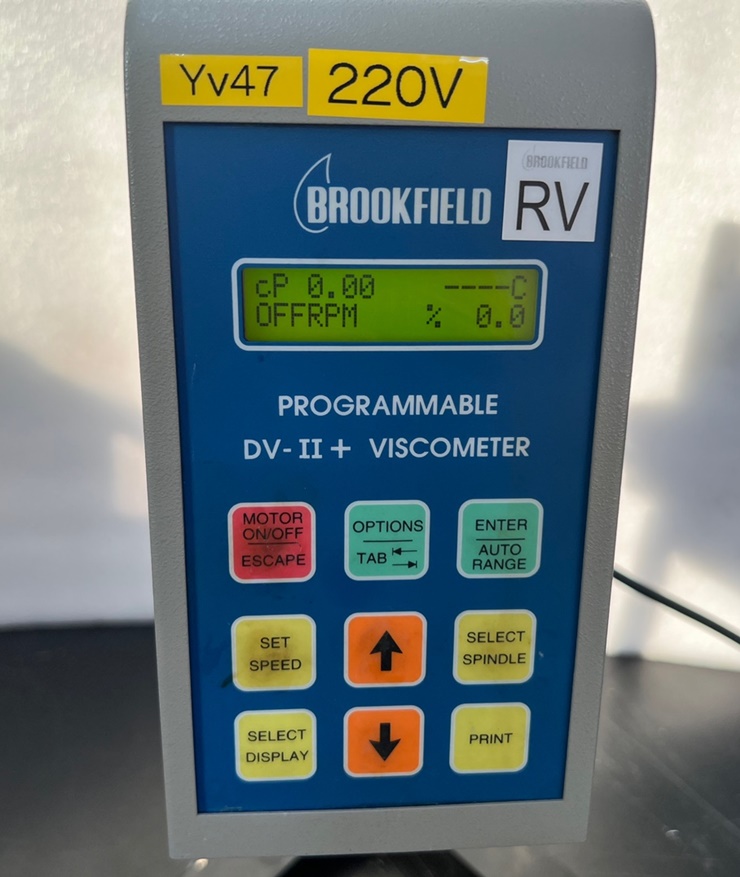 Yv47 220V
BROOKFIELD
BROOKFIELD
RV
cP 0.00 ----C
OFFRPM % 0.0
PROGRAMMABLE
DV-II+ VISCOMETER
MOTOR
ON/OFF
ESCAPE
OPTIONS
TAB
ENTER
AUTO
RANGE
SET
SPEED
SELECT
SPINDLE
SELECT
DISPLAY
PRINT